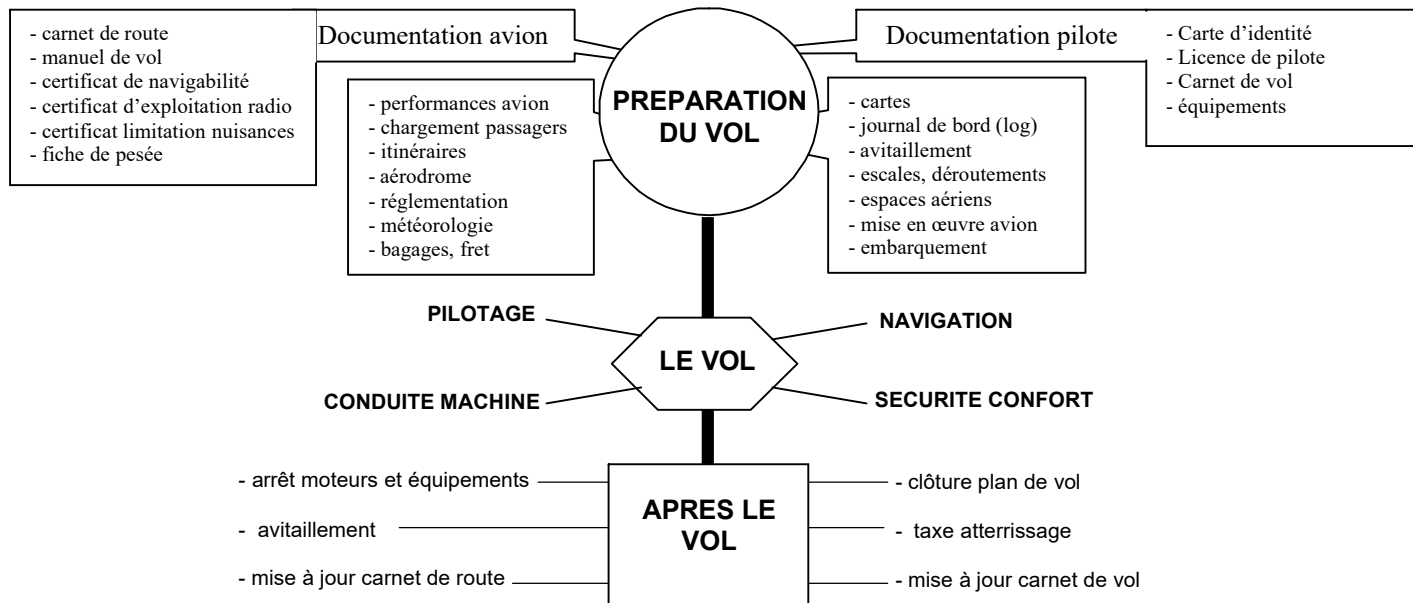 - carnet de route
- manuel de vol
- certificat de navigabilité
- certificat d'exploitation radio
- certificat limitation nuisances
- fiche de pesée
Documentation avion
Documentation pilote
- Carte d'identité
- Licence de pilote
- Carnet de vol
- équipements
PREPARATION
DU VOL
- performances avion
- chargement passagers
- itinéraires
- aérodrome
- réglementation
- météorologie
- bagages, fret
- cartes
- journal de bord (log)
- avitaillement
- escales, déroutements
- espaces aériens
- mise en œuvre avion
- embarquement
PILOTAGE
NAVIGATION
LE VOL
CONDUITE MACHINE
SECURITE CONFORT
- arrêt moteurs et équipements
- avitaillement
- mise à jour carnet de route
APRES LE
VOL
- clôture plan de vol
- taxe atterrissage
- mise à jour carnet de vol